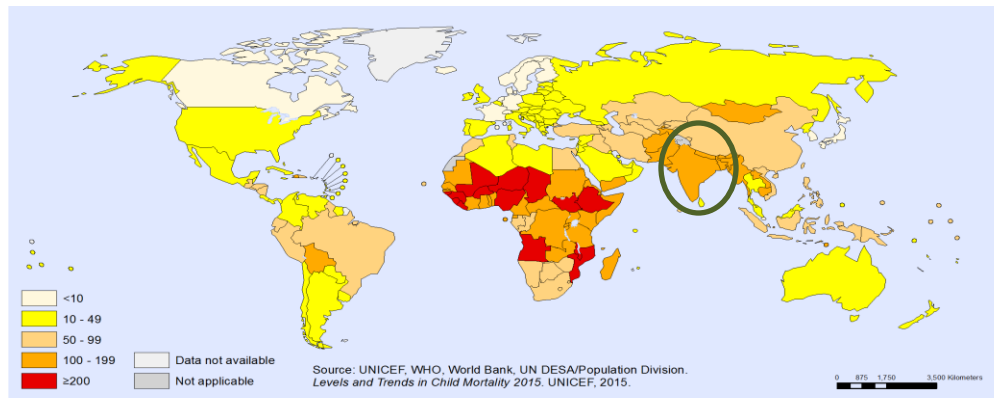 <10
10 - 49
50 - 99
100 - 199
≥200
Data not available
Not applicable
Source: UNICEF, WHO, World Bank, UN DESA/Population Division.
Levels and Trends in Child Mortality 2015. UNICEF, 2015.
0 875 1,750 3,500 Kilometers